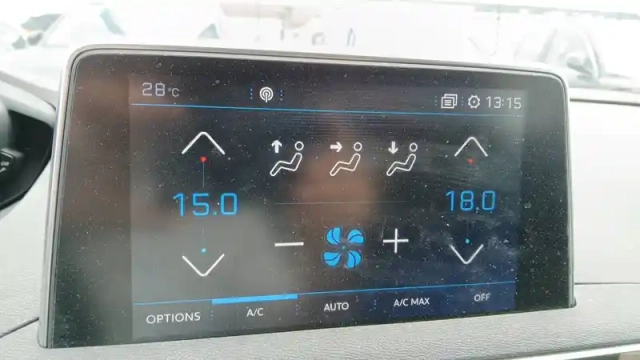 28°C 13:15
15.0 18.0
OPTIONS A/C AUTO A/C MAX OFF